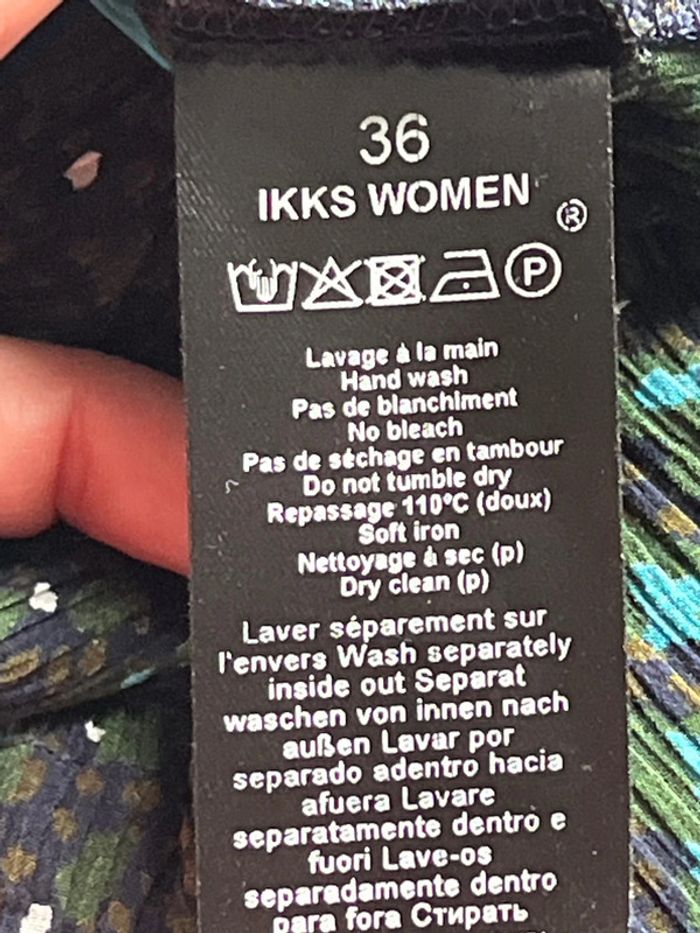 36
IKKS WOMEN
®
P
Lavage à la main
Hand wash
Pas de blanchiment
No bleach
Pas de séchage en tambour
Do not tumble dry
Repassage 110°C (doux)
Soft iron
Nettoyage à sec (p)
Dry clean (p)
Laver séparement sur
l'envers Wash separately
inside out Separat
waschen von innen nach
außen Lavar por
separado adentro hacia
afuera Lavare
separatamente dentro e
fuori Lave-os
separadamente dentro
para fora Стирать